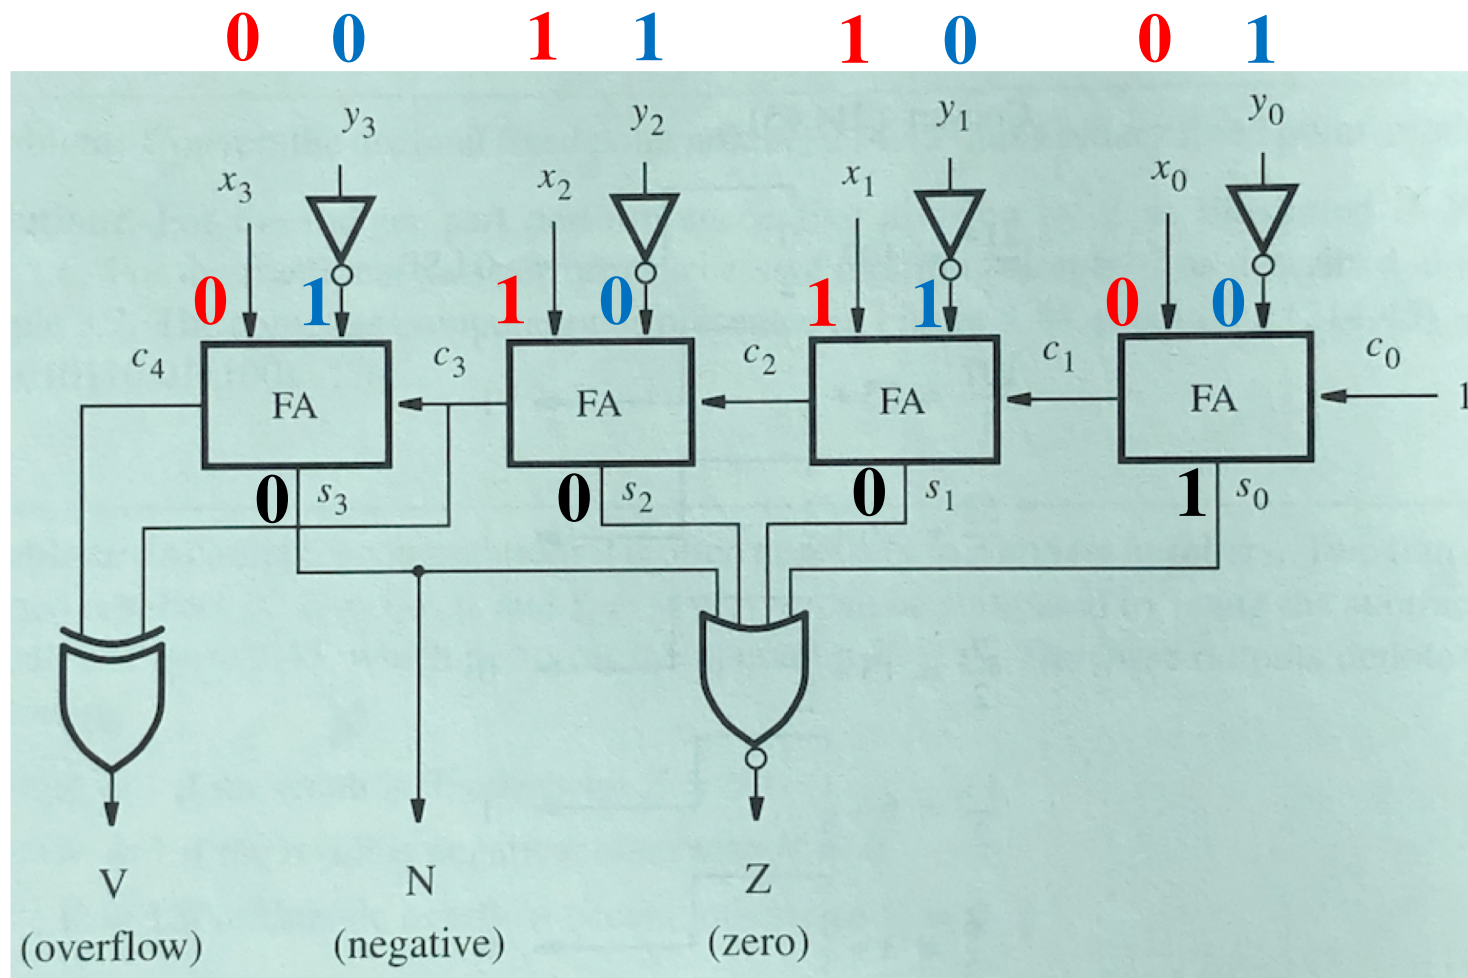 0 0 1 1 1 0 0 1
y3 y2 y1 y0
x3 x2 x1 x0
0 1 1 0 1 1 0 0
c4 c3 c2 c1 c0
FA FA FA FA 1
0 s3 0 s2 0 s1 1 s0
V N Z
(overflow) (negative) (zero)